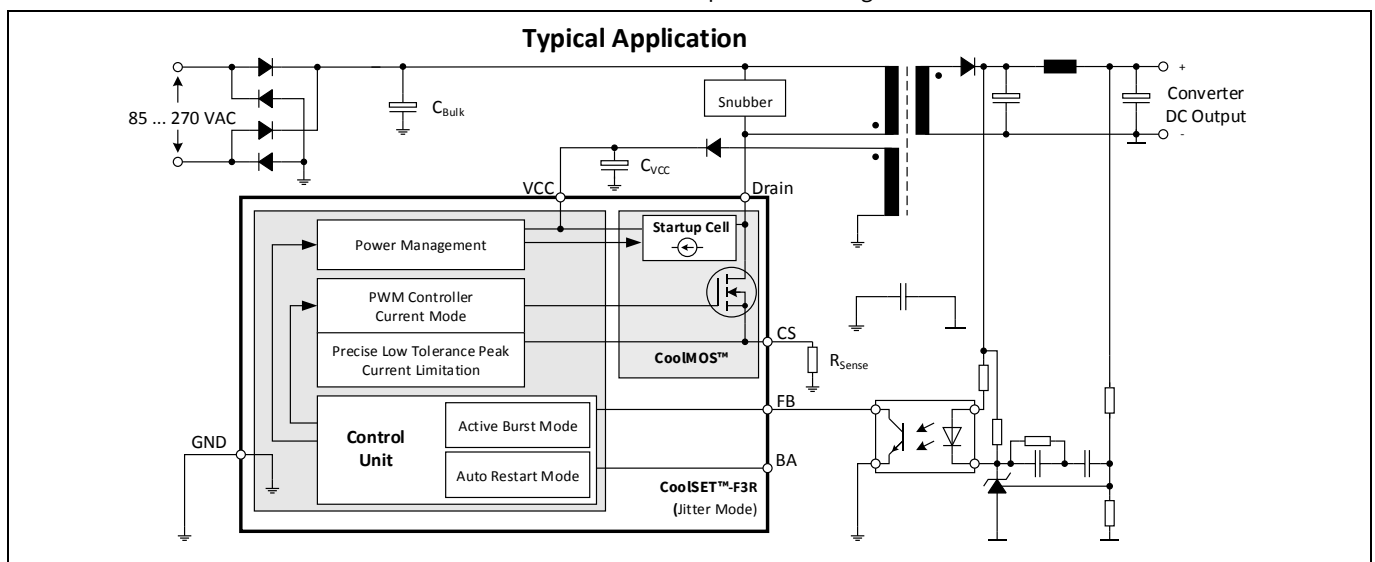 Typical Application
85 ... 270 VAC
CBulk
Snubber
+
Converter
DC Output
-
CVCC
VCC
Drain
Power Management
Startup Cell
PWM Controller
Current Mode
Precise Low Tolerance Peak
Current Limitation
CoolMOS™
CS
RSense
FB
GND
Control
Unit
Active Burst Mode
Auto Restart Mode
BA
CoolSET™-F3R
(Jitter Mode)